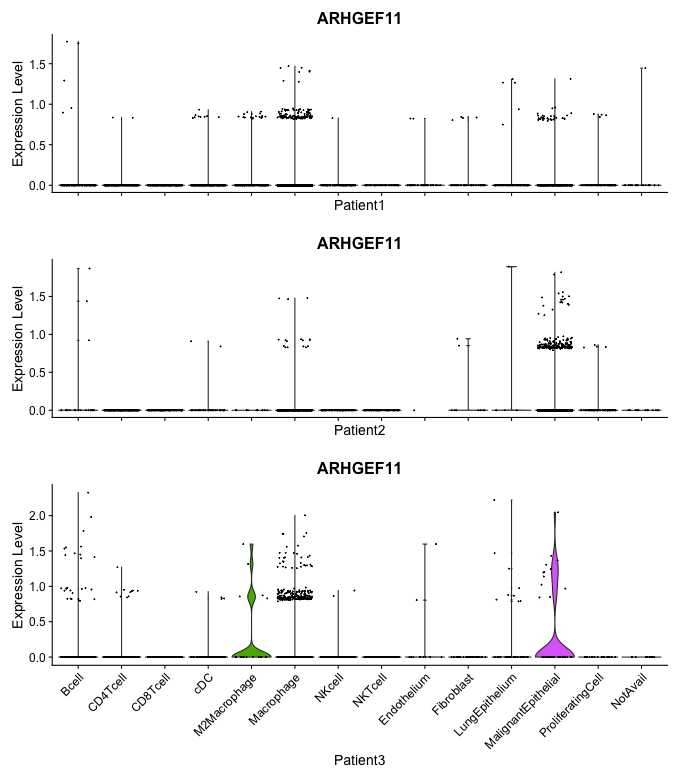 ARHGEF11
Expression Level
1.5
1.0
0.5
0.0
Patient1
ARHGEF11
Expression Level
1.5
1.0
0.5
0.0
Patient2
ARHGEF11
Expression Level
2.0
1.5
1.0
0.5
0.0
Bcell
CD4Tcell
CD8Tcell
cDC
M2Macrophage
Macrophage
NKcell
NKTcell
Endothelium
Fibroblast
LungEpithelium
MalignantEpithelial
ProliferatingCell
NotAvail
Patient3